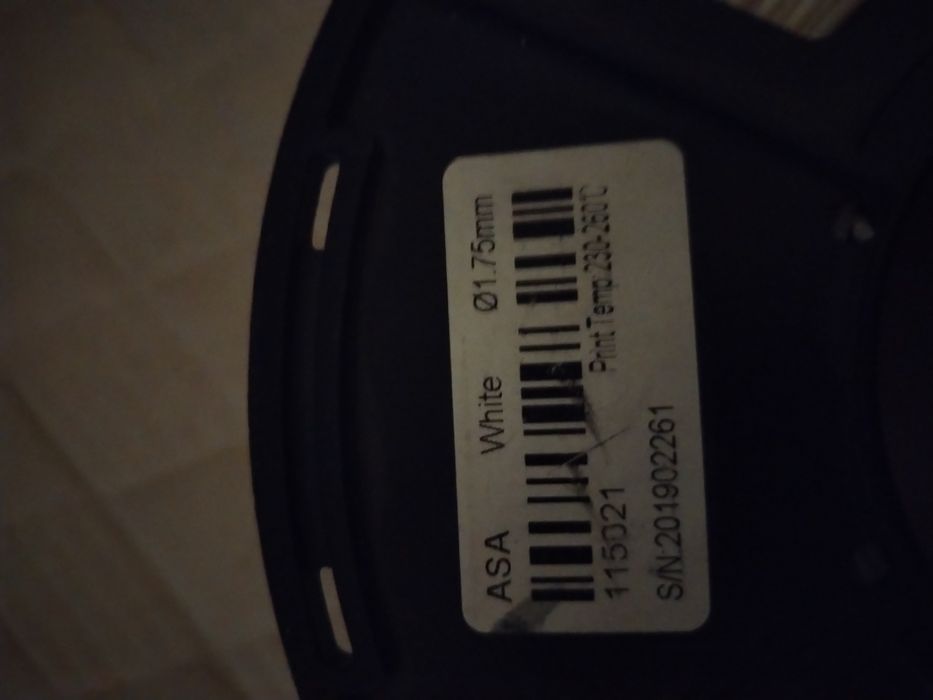 ASA White Ø1.75mm
115021 Print Temp:230-260℃
S/N:201902261